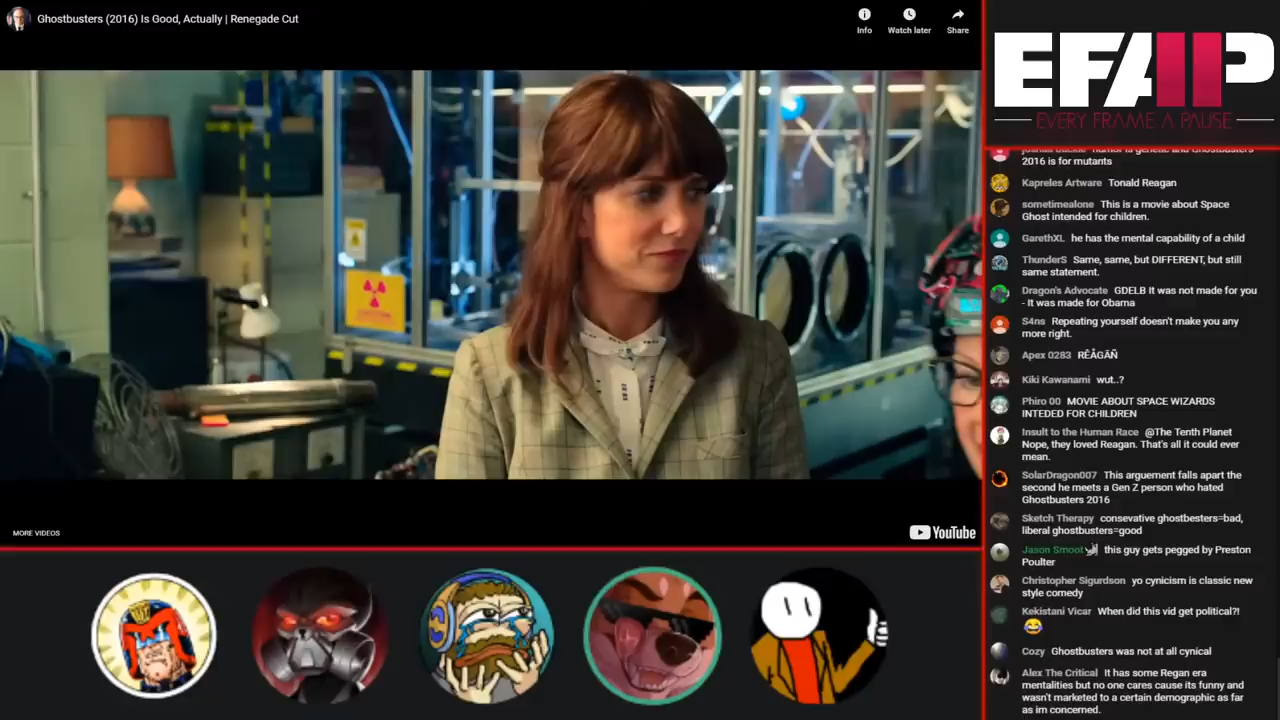 Ghostbusters (2016) Is Good, Actually | Renegade Cut
Info
Watch later
Share
MORE VIDEOS
YouTube
EFAP
EVERY FRAME A PAUSE
2016 is for mutants
Kapreles Artware Tonald Reagan
sometimealone This is a movie about Space
Ghost intended for children.
GarethXL he has the mental capability of a child
ThunderS Same, same, but DIFFERENT, but still
same statement.
Dragon's Advocate GDELB It was not made for you
- It was made for Obama
S4ns Repeating yourself doesn't make you any
more right.
Apex 0283 RÊÅGÄÑ
Kiki Kawanami wut..?
Phiro 00 MOVIE ABOUT SPACE WIZARDS
INTEDED FOR CHILDREN
Insult to the Human Race @The Tenth Planet
Nope, they loved Reagan. That's all it could ever
mean.
SolarDragon007 This arguement falls apart the
second he meets a Gen Z person who hated
Ghostbusters 2016
Sketch Therapy consevative ghostbesters=bad,
liberal ghostbusters=good
Jason Smoot this guy gets pegged by Preston
Poulter
Christopher Sigurdson yo cynicism is classic new
style comedy
Kekistani Vicar When did this vid get political?!
Cozy Ghostbusters was not at all cynical
Alex The Critical It has some Regan era
mentalities but no one cares cause its funny and
wasn't marketed to a certain demographic as far
as im concerned.